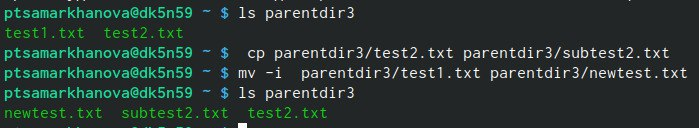 ptsamarkhanova@dk5n59 ~ $ ls parentdir3
test1.txt  test2.txt
ptsamarkhanova@dk5n59 ~ $  cp parentdir3/test2.txt parentdir3/subtest2.txt
ptsamarkhanova@dk5n59 ~ $ mv -i  parentdir3/test1.txt parentdir3/newtest.txt
ptsamarkhanova@dk5n59 ~ $ ls parentdir3
newtest.txt  subtest2.txt  test2.txt